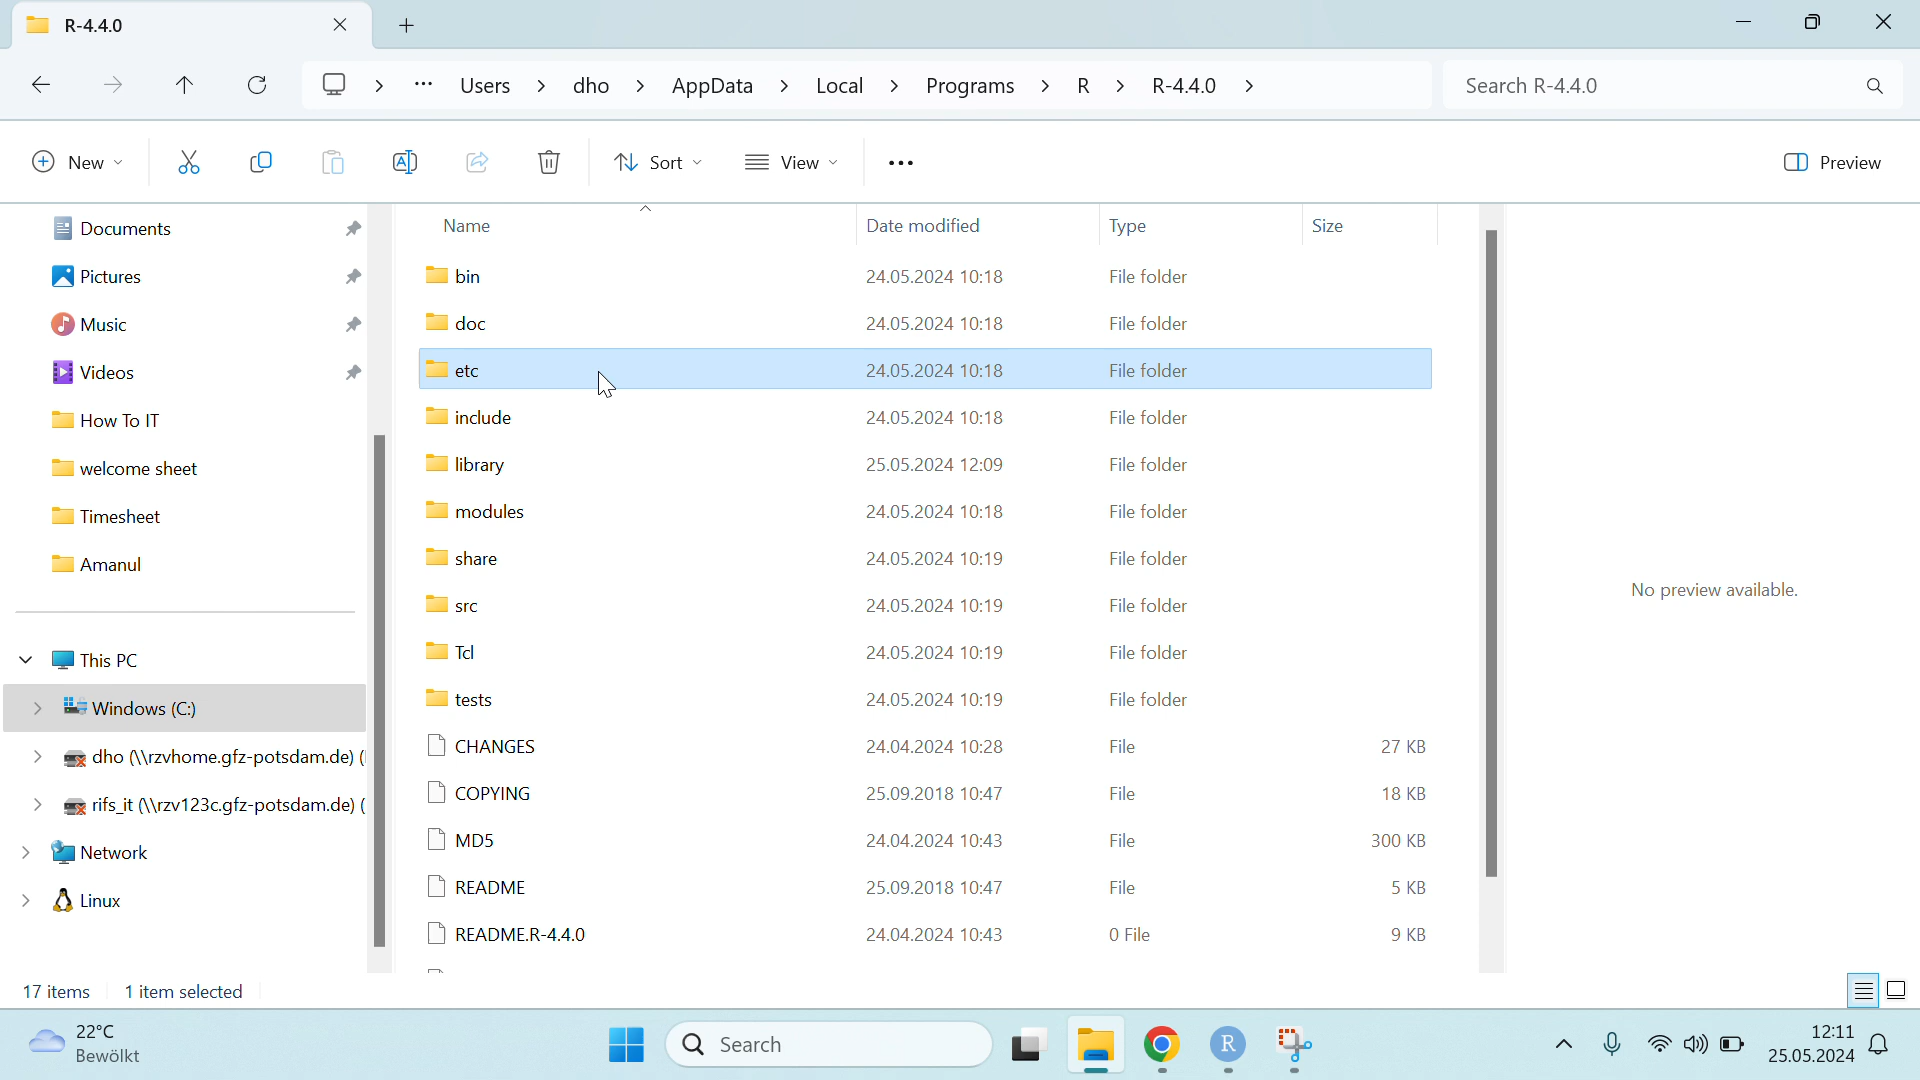 R-4.4.0
Users > dho > AppData > Local > Programs > R > R-4.4.0 >
Search R-4.4.0
New
Sort
View
Preview
Documents
Pictures
Music
Videos
How To IT
welcome sheet
Timesheet
Amanul
This PC
Windows (C:)
dho (\\rzvhome.gfz-potsdam.de) (
rifs_it (\\rzv123c.gfz-potsdam.de) (
Network
Linux
Name Date modified Type Size
bin 24.05.2024 10:18 File folder
doc 24.05.2024 10:18 File folder
etc 24.05.2024 10:18 File folder
include 24.05.2024 10:18 File folder
library 25.05.2024 12:09 File folder
modules 24.05.2024 10:18 File folder
share 24.05.2024 10:19 File folder
src 24.05.2024 10:19 File folder
Tcl 24.05.2024 10:19 File folder
tests 24.05.2024 10:19 File folder
CHANGES 24.04.2024 10:28 File 27 KB
COPYING 25.09.2018 10:47 File 18 KB
MD5 24.04.2024 10:43 File 300 KB
README 25.09.2018 10:47 File 5 KB
README.R-4.4.0 24.04.2024 10:43 0 File 9 KB
No preview available.
17 items 1 item selected
22°C
Bewölkt
Search
R
12:11
25.05.2024